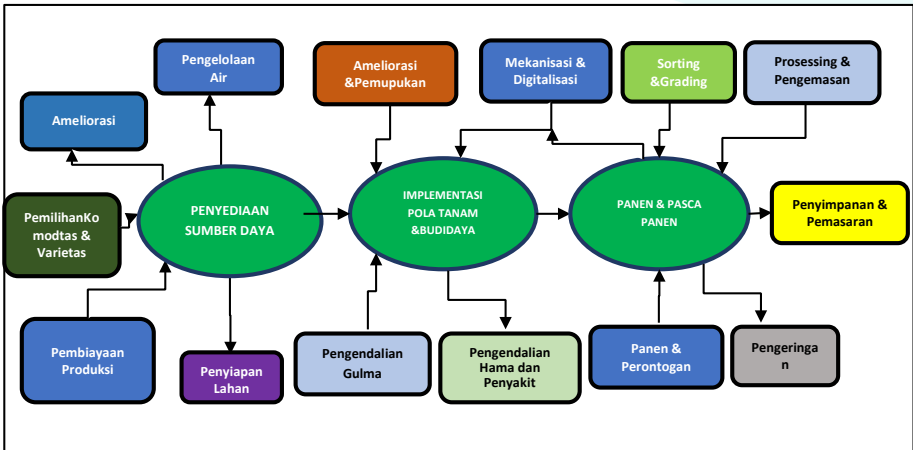 Pengelolaan
Air
Ameliorasi
&Pemupukan
Mekanisasi &
Digitalisasi
Sorting
&Grading
Prosessing &
Pengemasan
Ameliorasi
PemilihanKo
modtas &
Varietas
PENYEDIAAN
SUMBER DAYA
IMPLEMENTASI
POLA TANAM
&BUDIDAYA
PANEN & PASCA
PANEN
Penyimpanan &
Pemasaran
Pembiayaan
Produksi
Penyiapan
Lahan
Pengendalian
Gulma
Pengendalian
Hama dan
Penyakit
Panen &
Perontogan
Pengeringa
n